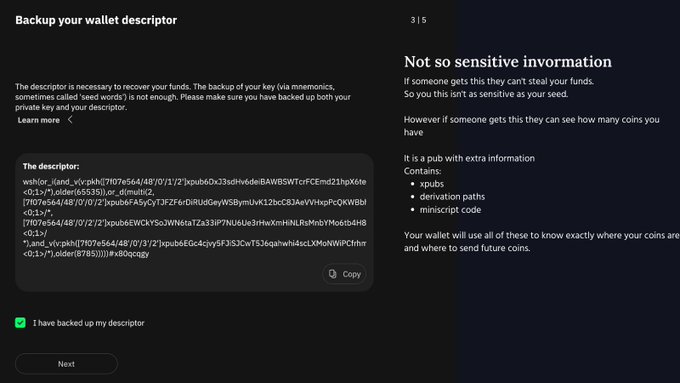 Backup your wallet descriptor
3 | 5
The descriptor is necessary to recover your funds. The backup of your key (via mnemonics,
sometimes called 'seed words') is not enough. Please make sure you have backed up both your
private key and your descriptor.
Learn more
The descriptor:
wsh(or_i(and_v(v:pkh([7f07e564/48'/0'/1'/2']xpub6DxJ3sdHv6deiBAWBSWTcrFCEmd21hpX6te
<0;1>/*),older(65535)),or_d(multi(2,
[7f07e564/48'/0'/0'/2']xpub6FA5yCyTJFZF6rDiRUdGeyWSBymUvK12bcC8JAeVVHxpPcQKWBbh
<0;1>/*,
[7f07e564/48'/0'/2'/2']xpub6EWCkYSoJWN6taTZa33iP7NU6Ue3rHwXmHiNLRsMnbYMo6tb4H8
<0;1>/
*),and_v(v:pkh([7f07e564/48'/0'/3'/2']xpub6EGc4cjvy5FJiSJCwT5J6qahwhi4scLXMoNWiPCfrhm
<0;1>/*),older(8785)))))#x80qcqgy
Copy
I have backed up my descriptor
Next
Not so sensitive invormation
If someone gets this they can't steal your funds.
So you this isn't as sensitive as your seed.
However if someone gets this they can see how many coins you
have
It is a pub with extra information
Contains:
• xpubs
• derivation paths
• miniscript code
Your wallet will use all of these to know exactly where your coins are
and where to send future coins.